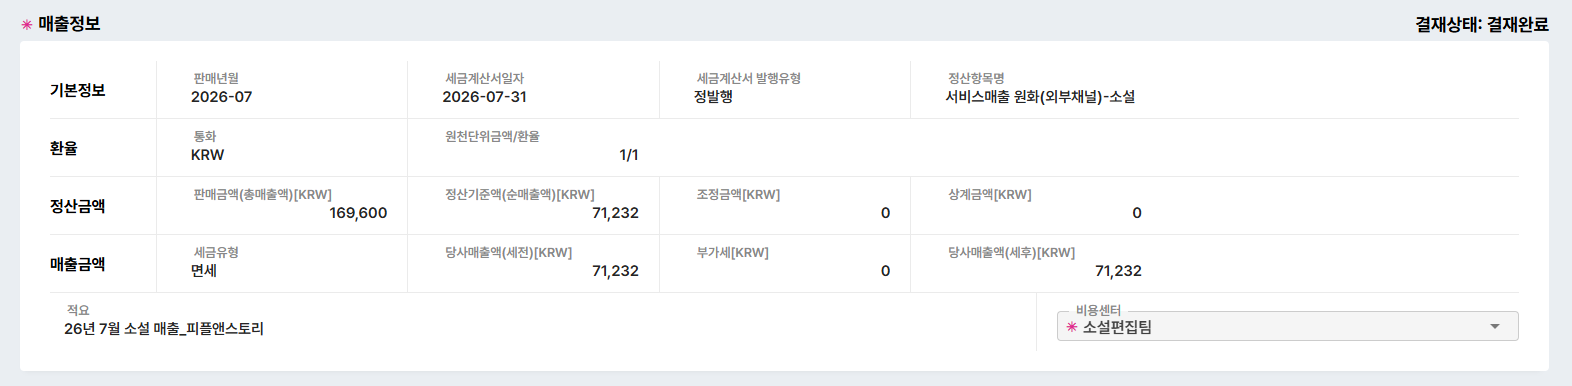 매출정보
결재상태: 결재완료
기본정보
판매년월
2026-07
세금계산서일자
2026-07-31
세금계산서 발행유형
정발행
정산항목명
서비스매출 원화(외부채널)-소설
환율
통화
KRW
원천단위금액/환율
1/1
정산금액
판매금액(총매출액)[KRW]
169,600
정산기준액(순매출액)[KRW]
71,232
조정금액[KRW]
0
상계금액[KRW]
0
매출금액
세금유형
면세
당사매출액(세전)[KRW]
71,232
부가세[KRW]
0
당사매출액(세후)[KRW]
71,232
적요
26년 7월 소설 매출_피플앤스토리
비용센터
소설편집팀